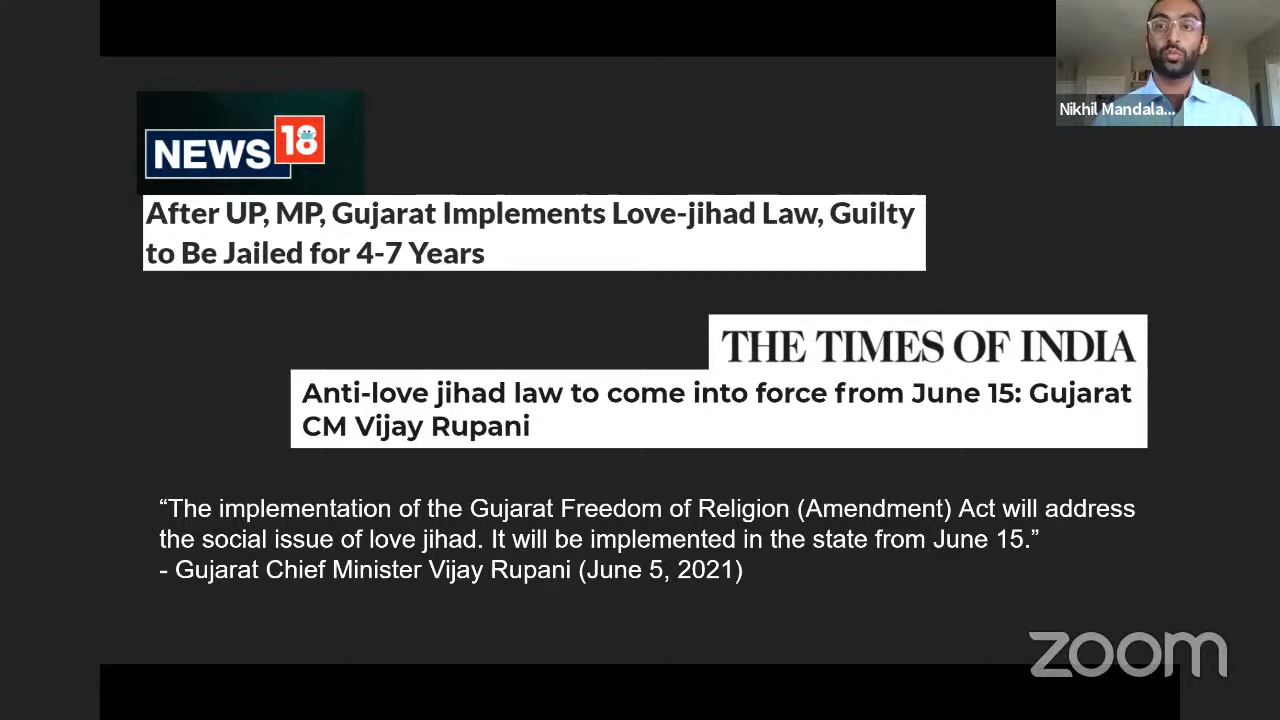 Nikhil Mandala...
NEWS 18
After UP, MP, Gujarat Implements Love-jihad Law, Guilty
to Be Jailed for 4-7 Years
THE TIMES OF INDIA
Anti-love jihad law to come into force from June 15: Gujarat
CM Vijay Rupani
“The implementation of the Gujarat Freedom of Religion (Amendment) Act will address
the social issue of love jihad. It will be implemented in the state from June 15.”
- Gujarat Chief Minister Vijay Rupani (June 5, 2021)
zoom